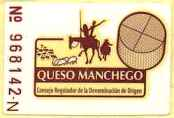 Nº 968142-N
QUESO MANCHEGO
Consejo Regulador de la Denominación de Origen